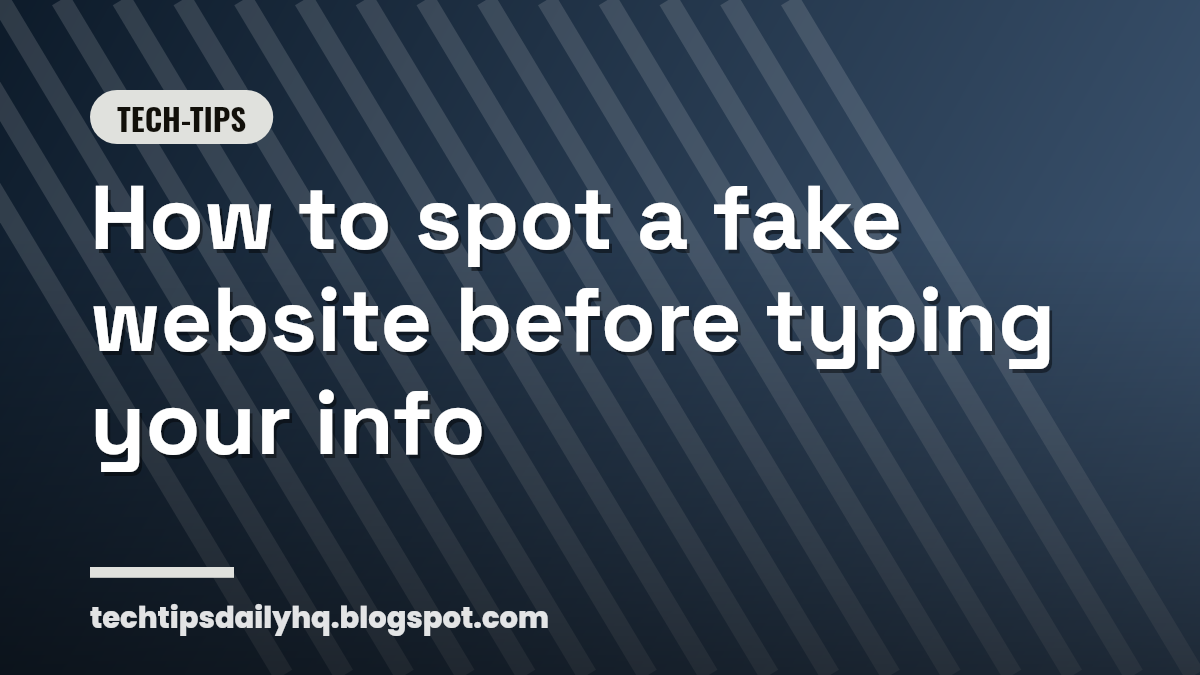 TECH-TIPS
How to spot a fake
website before typing
your info
techtipsdailyhq.blogspot.com